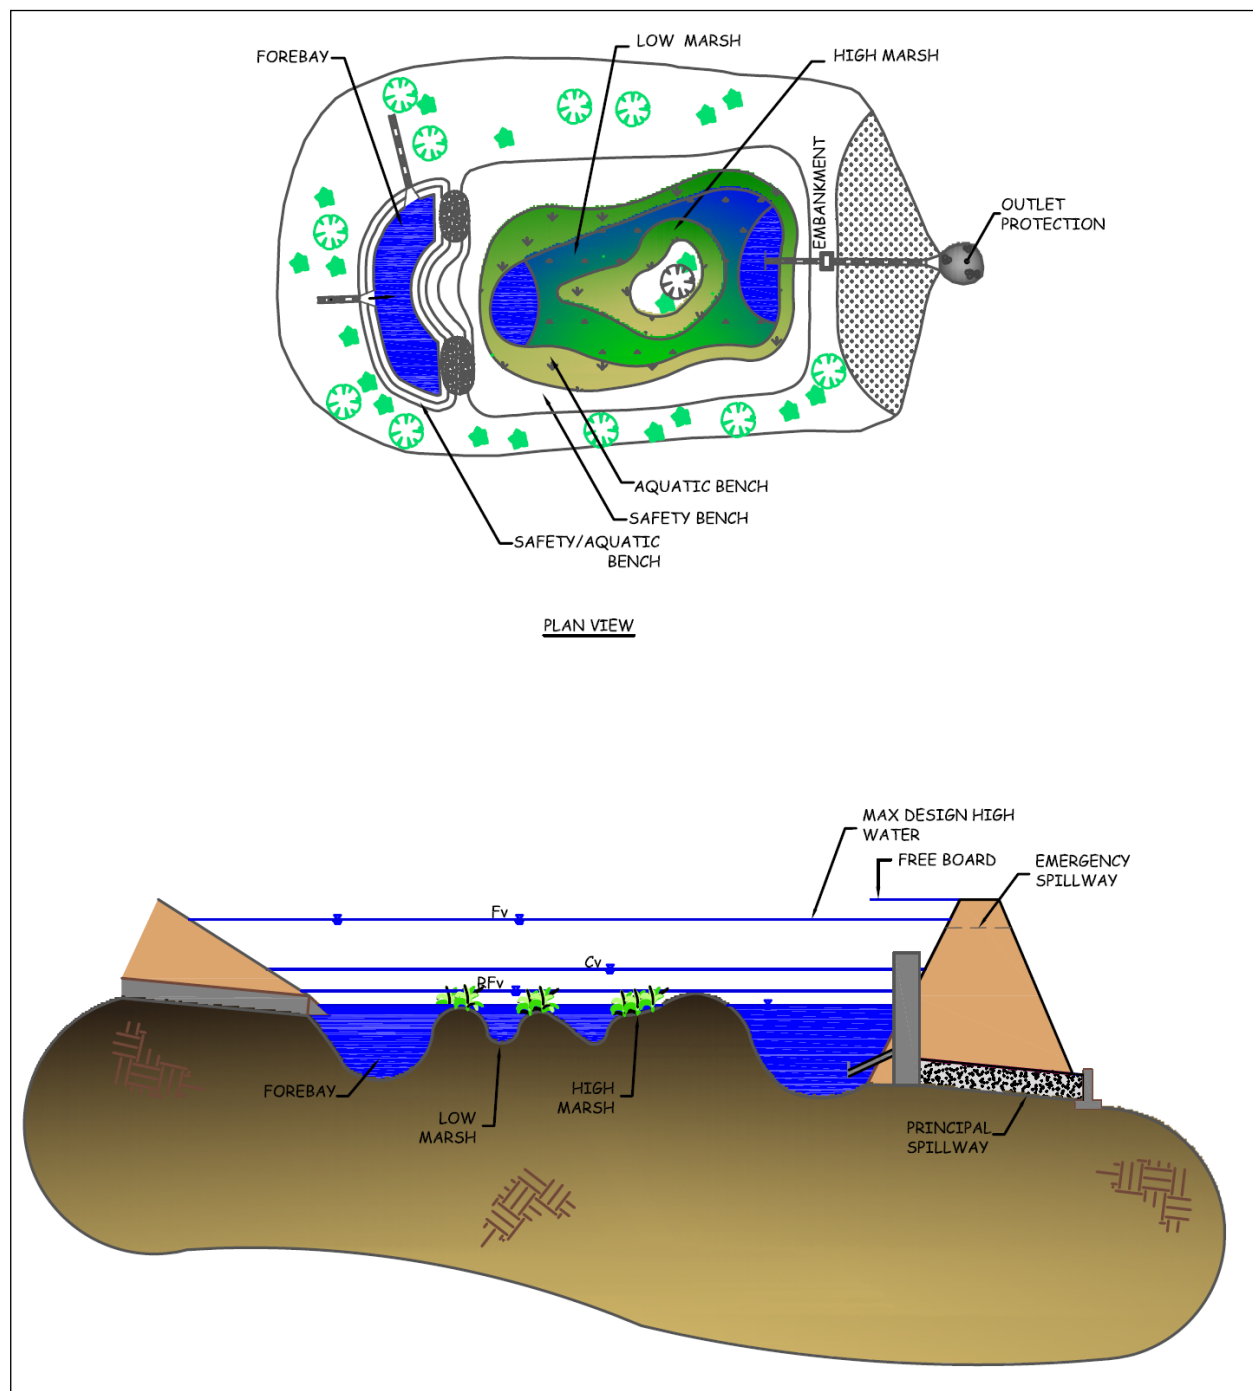 LOW MARSH
FOREBAY
HIGH MARSH
EMBANKMENT
OUTLET
PROTECTION
AQUATIC BENCH
SAFETY BENCH
SAFETY/AQUATIC
BENCH
PLAN VIEW
MAX DESIGN HIGH
WATER
FREE BOARD
EMERGENCY
SPILLWAY
Fv
Cv
RFv
FOREBAY
LOW
MARSH
HIGH
MARSH
PRINCIPAL
SPILLWAY